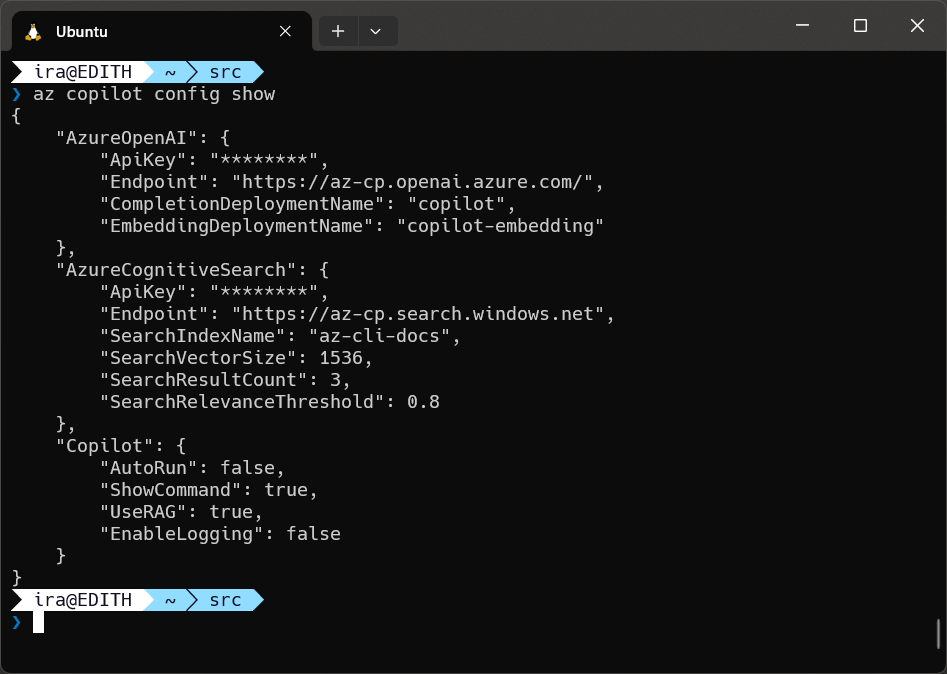 Ubuntu
ira@EDITH ~ src
❯ az copilot config show
{
    "AzureOpenAI": {
        "ApiKey": "********",
        "Endpoint": "https://az-cp.openai.azure.com/",
        "CompletionDeploymentName": "copilot",
        "EmbeddingDeploymentName": "copilot-embedding"
    },
    "AzureCognitiveSearch": {
        "ApiKey": "********",
        "Endpoint": "https://az-cp.search.windows.net",
        "SearchIndexName": "az-cli-docs",
        "SearchVectorSize": 1536,
        "SearchResultCount": 3,
        "SearchRelevanceThreshold": 0.8
    },
    "Copilot": {
        "AutoRun": false,
        "ShowCommand": true,
        "UseRAG": true,
        "EnableLogging": false
    }
}
ira@EDITH ~ src
❯